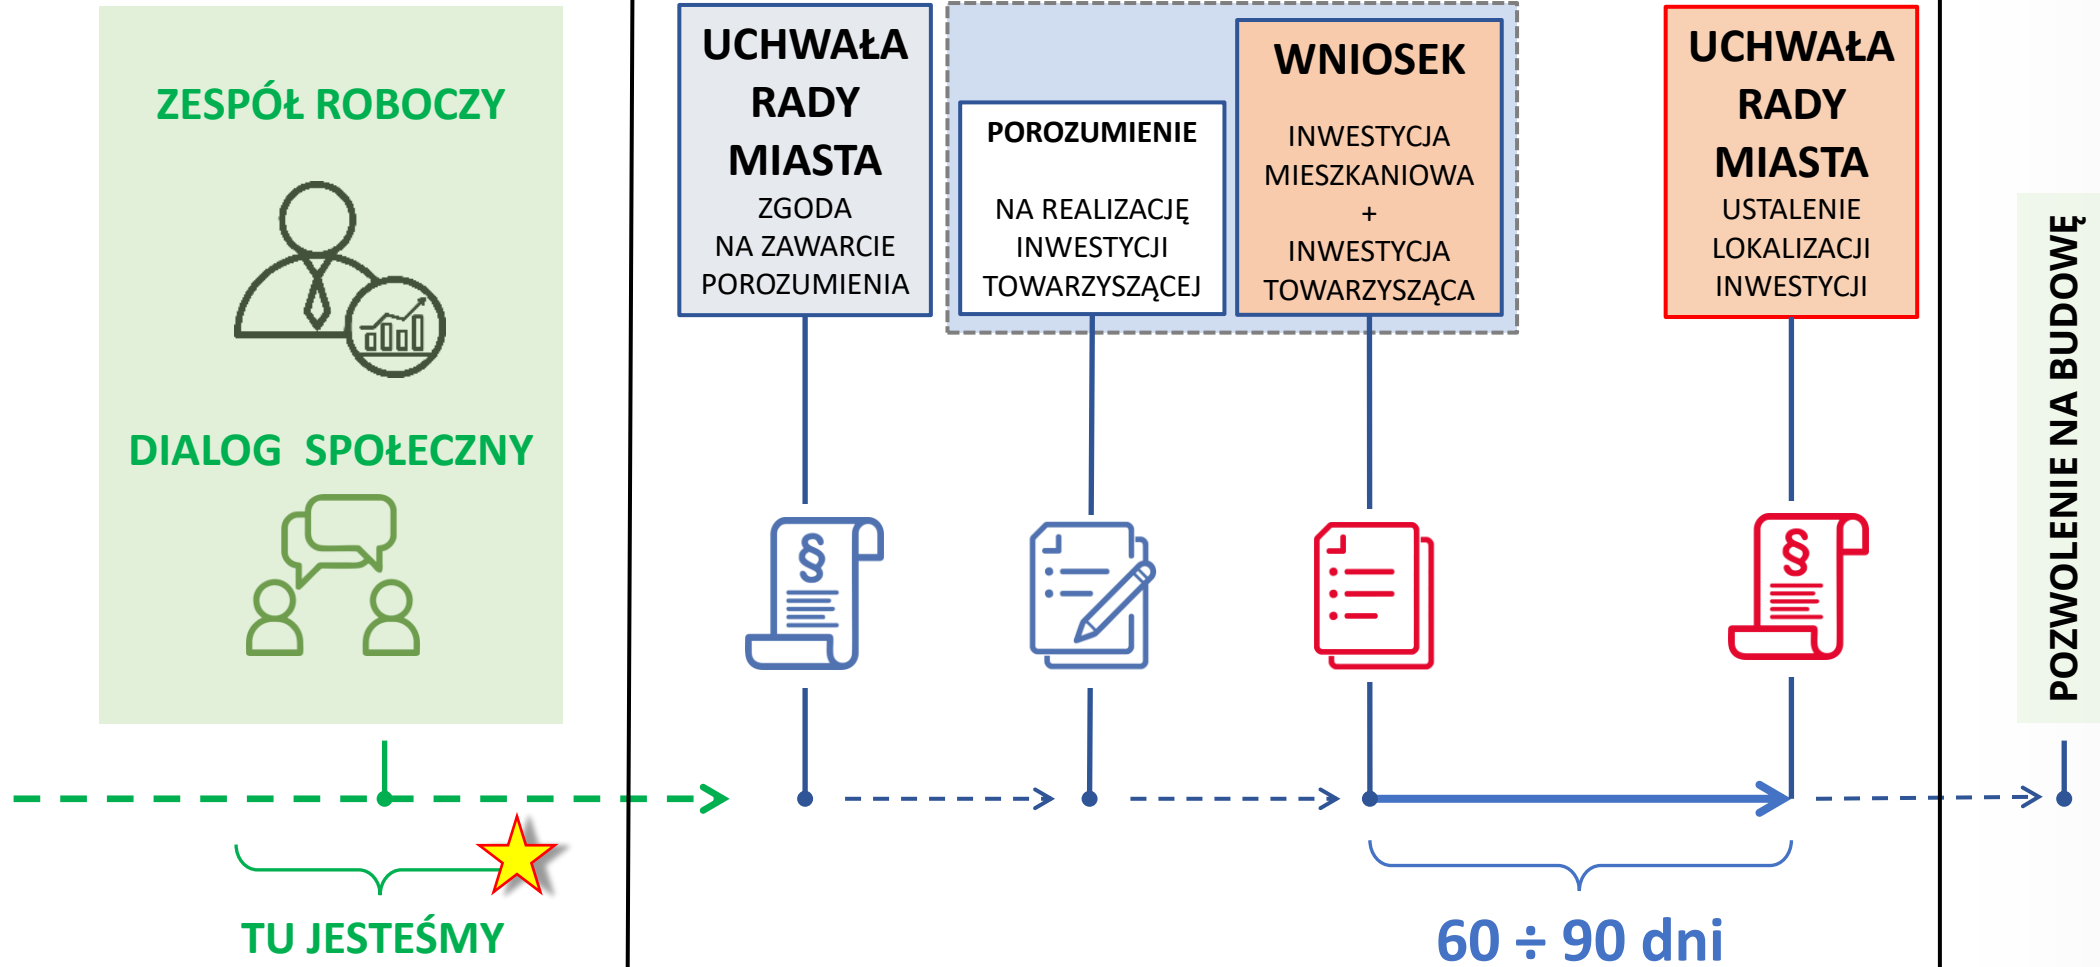 ZESPÓŁ ROBOCZY
DIALOG SPOŁECZNY
TU JESTEŚMY
UCHWAŁA
RADY
MIASTA
ZGODA
NA ZAWARCIE
POROZUMIENIA
§
POROZUMIENIE
NA REALIZACJĘ
INWESTYCJI
TOWARZYSZĄCEJ
WNIOSEK
INWESTYCJA
MIESZKANIOWA
+
INWESTYCJA
TOWARZYSZĄCA
60 ÷ 90 dni
UCHWAŁA
RADY
MIASTA
USTALENIE
LOKALIZACJI
INWESTYCJI
§
POZWOLENIE NA BUDOWĘ